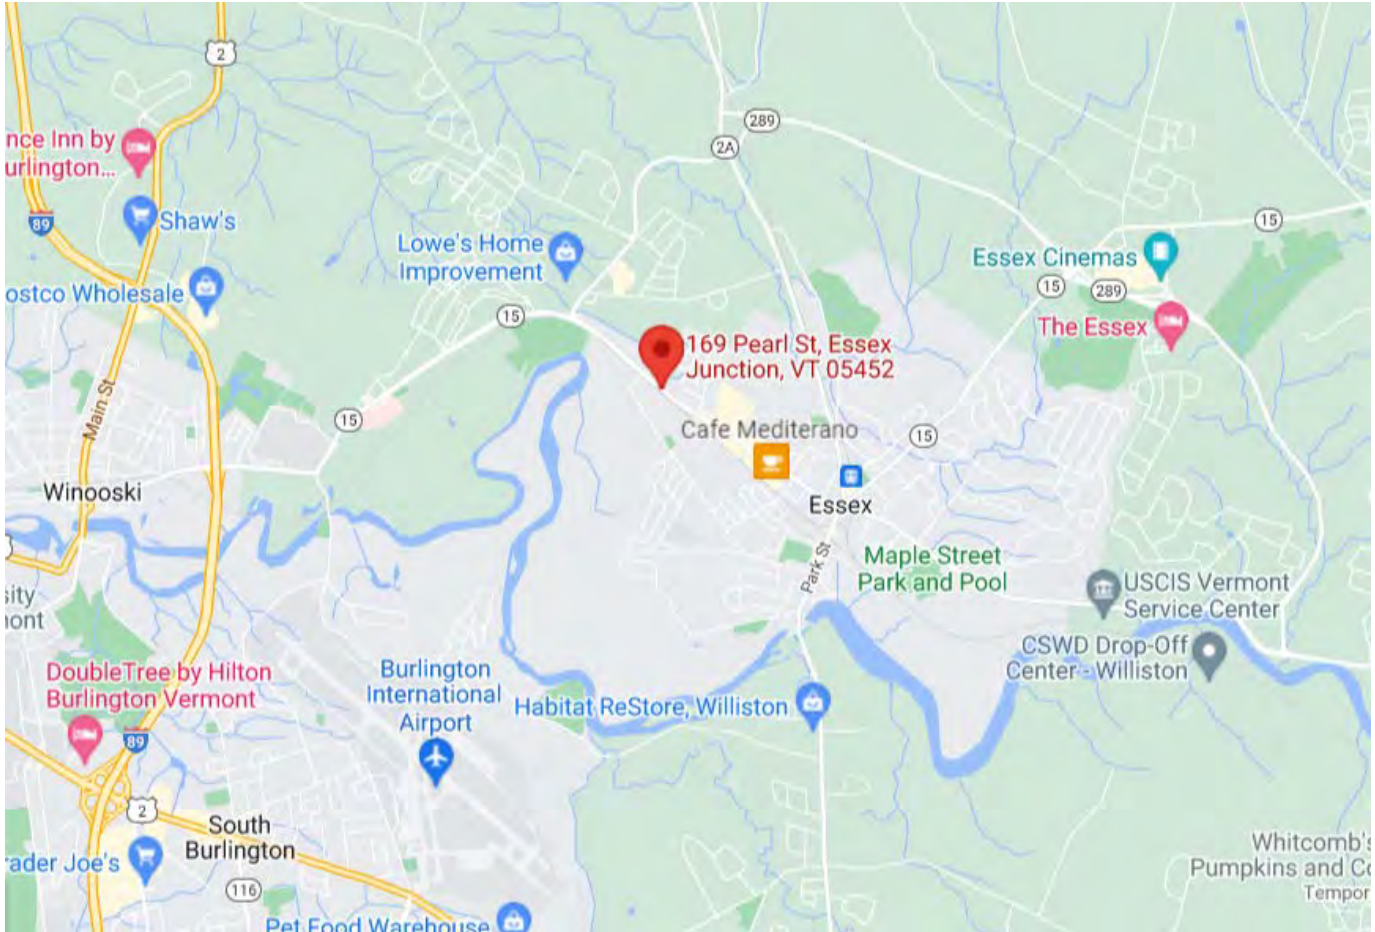 2
289
2A
nce Inn by
urlington...
89
Shaw's
15
Lowe's Home
Improvement
Essex Cinemas
ostco Wholesale
15
289
15
The Essex
169 Pearl St, Essex
Junction, VT 05452
Main St
15
Cafe Mediterano
15
Winooski
Essex
Maple Street
Park and Pool
Park St
USCIS Vermont
Service Center
sity
mont
CSWD Drop-Off
Center - Williston
DoubleTree by Hilton
Burlington Vermont
Burlington
International
Airport
Habitat ReStore, Williston
89
2
South
Burlington
rader Joe's
116
Whitcomb's
Pumpkins and Co
Tempor
Pet Food Warehouse